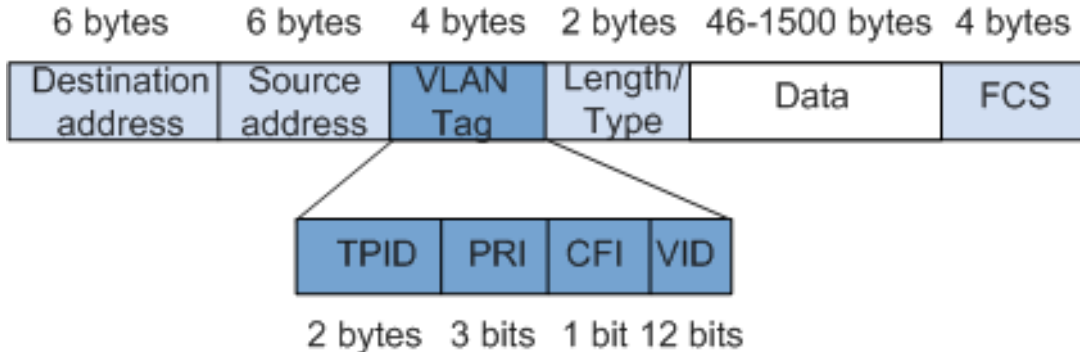 6 bytes 6 bytes 4 bytes 2 bytes 46-1500 bytes 4 bytes
Destination address
Source address
VLAN Tag
Length/ Type
Data
FCS
TPID PRI CFI VID
2 bytes 3 bits 1 bit 12 bits